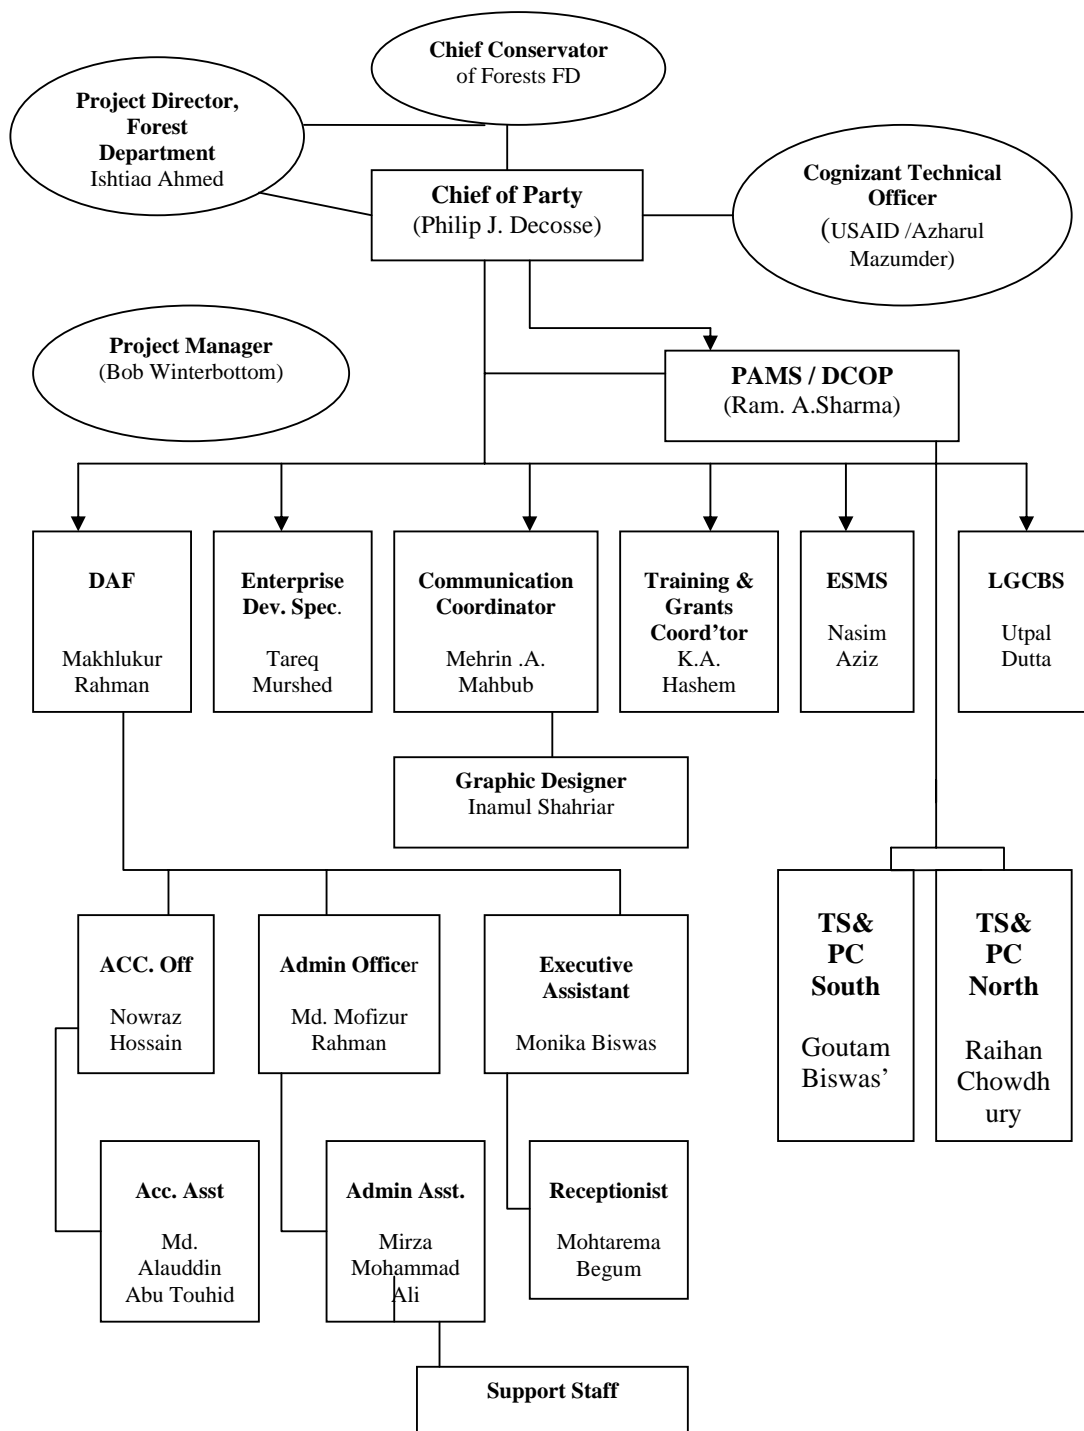 Chief Conservator
of Forests FD
Project Director,
Forest
Department
Ishtiaq Ahmed
Chief of Party
(Philip J. Decosse)
Cognizant Technical
Officer
(USAID /Azharul
Mazumder)
Project Manager
(Bob Winterbottom)
PAMS / DCOP
(Ram. A.Sharma)
DAF
Makhlukur
Rahman
Enterprise
Dev. Spec.
Tareq
Murshed
Communication
Coordinator
Mehrin .A.
Mahbub
Training &
Grants
Coord’tor
K.A.
Hashem
ESMS
Nasim
Aziz
LGCBS
Utpal
Dutta
Graphic Designer
Inamul Shahriar
ACC. Off
Nowraz
Hossain
Admin Officer
Md. Mofizur
Rahman
Executive
Assistant
Monika Biswas
TS&
PC
South
Goutam
Biswas’
TS&
PC
North
Raihan
Chowdh
ury
Acc. Asst
Md.
Alauddin
Abu Touhid
Admin Asst.
Mirza
Mohammad
Ali
Receptionist
Mohtarema
Begum
Support Staff